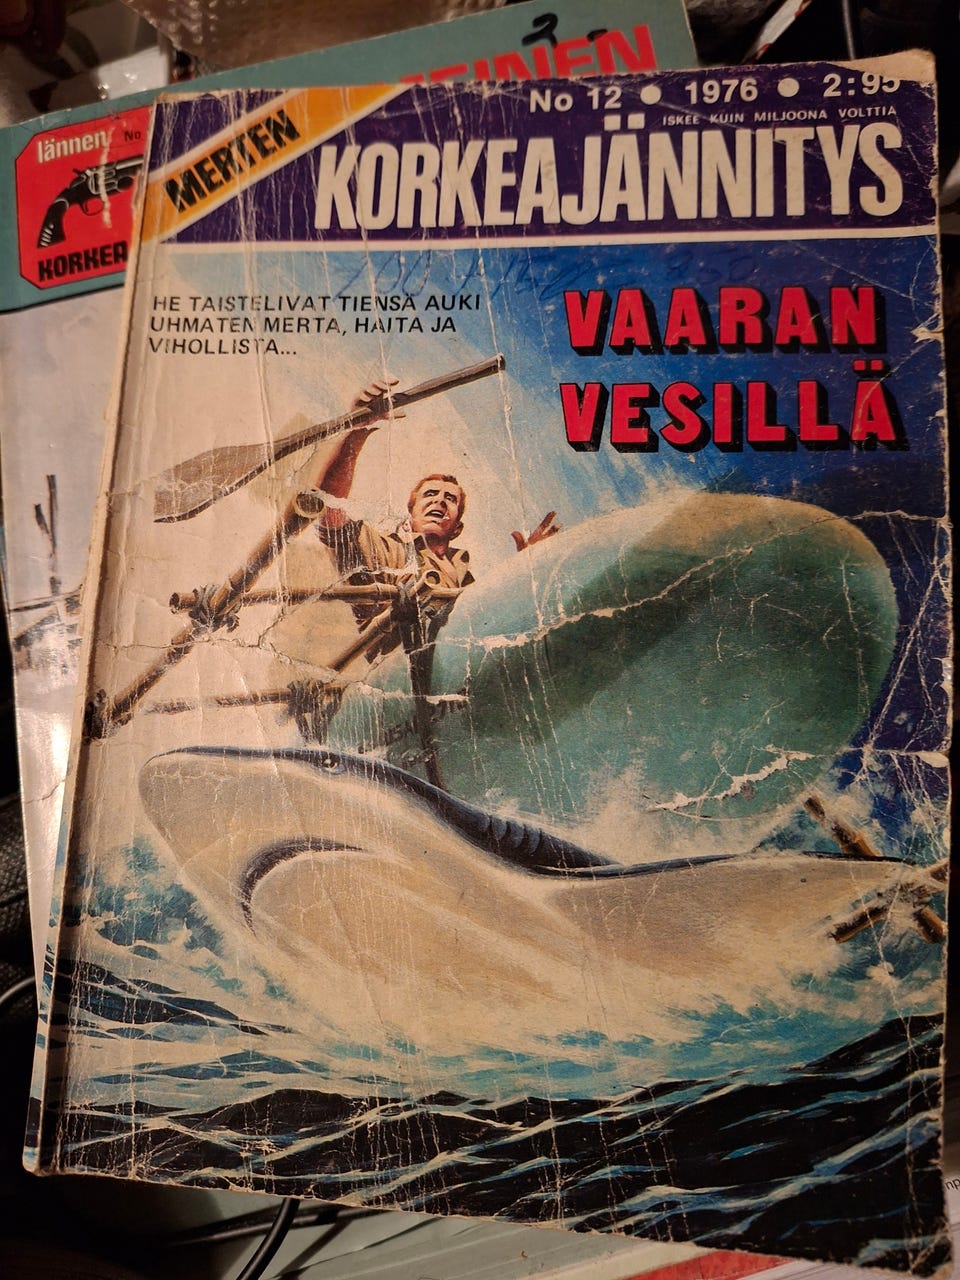 No 12 ● 1976 ● 2:95
ISKEE KUIN MILJOONA VOLTTIA
MERTEN
KORKEAJÄNNITYS
HE TAISTELIVAT TIENSÄ AUKI
UHMATEN MERTA, HAITA JA
VIHOLLISTA...
VAARAN
VESILLÄ
lännen No
KORKEA